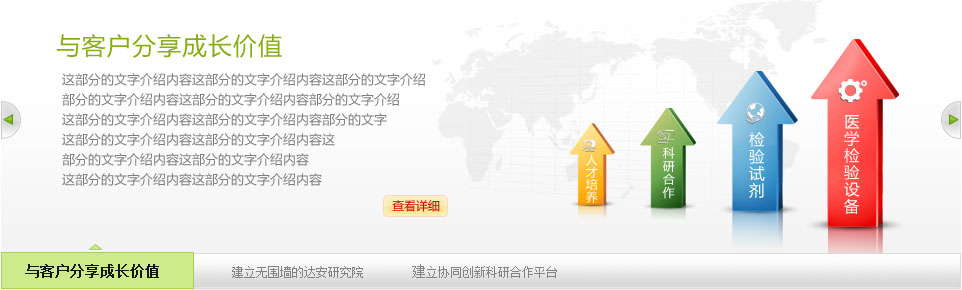 与客户分享成长价值
这部分的文字介绍内容这部分的文字介绍内容这部分的文字介绍
部分的文字介绍内容这部分的文字介绍内容部分的文字介绍
这部分的文字介绍内容这部分的文字介绍内容部分的文字
这部分的文字介绍内容这部分的文字介绍内容这
部分的文字介绍内容这部分的文字介绍内容
这部分的文字介绍内容这部分的文字介绍内容
查看详细
人才培养
科研合作
检验试剂
医学检验设备
与客户分享成长价值
建立无围墙的达安研究院
建立协同创新科研合作平台